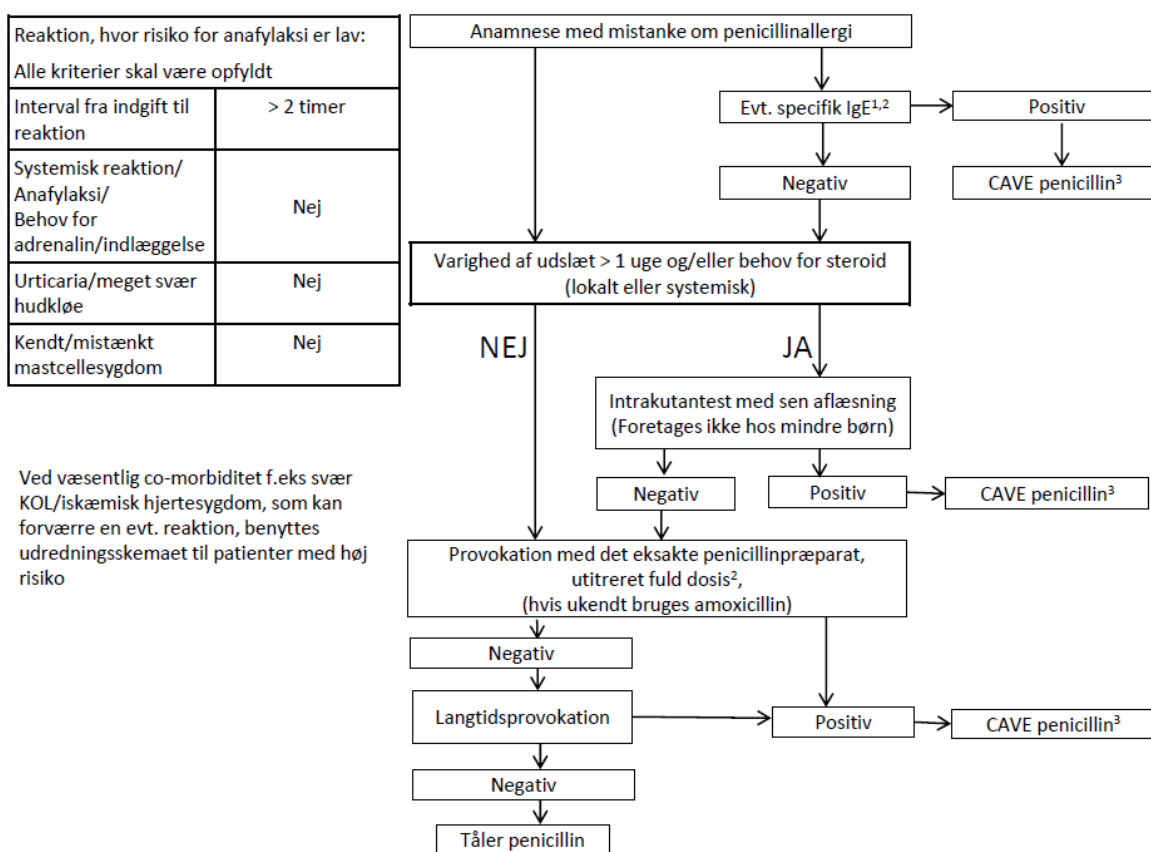 Reaktion, hvor risiko for anafylaksi er lav:
Alle kriterier skal være opfyldt
Interval fra indgift til
reaktion
> 2 timer
Systemisk reaktion/
Anafylaksi/
Behov for
adrenalin/indlæggelse
Nej
Urticaria/meget svær
hudkløe
Nej
Kendt/mistænkt
mastcellesygdom
Nej
Ved væsentlig co-morbiditet f.eks svær
KOL/iskæmisk hjertesygdom, som kan
forværre en evt. reaktion, benyttes
udredningsskemaet til patienter med høj
risiko
Anamnese med mistanke om penicillinallergi
Evt. specifik IgE1,2
Positiv
Negativ
CAVE penicillin3
Varighed af udslæt > 1 uge og/eller behov for steroid
(lokalt eller systemisk)
NEJ
JA
Intrakutantest med sen aflæsning
(Foretages ikke hos mindre børn)
Negativ
Positiv
CAVE penicillin3
Provokation med det eksakte penicillinpræparat,
utitreret fuld dosis2,
(hvis ukendt bruges amoxicillin)
Negativ
Langtidsprovokation
Positiv
CAVE penicillin3
Negativ
Tåler penicillin